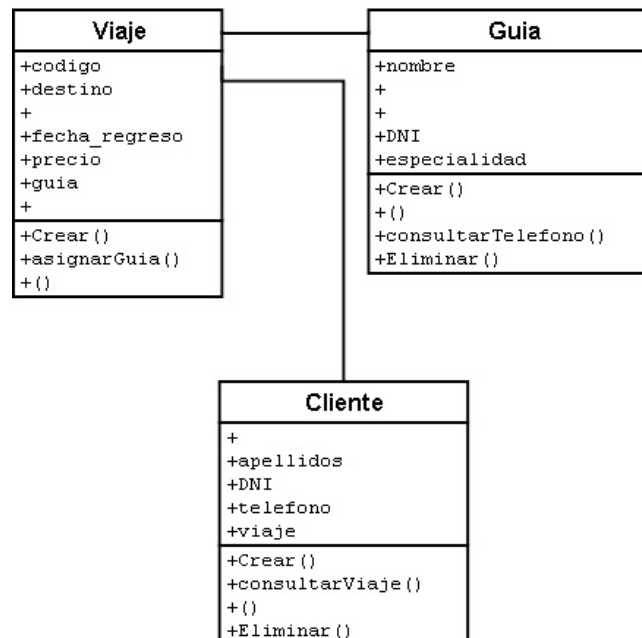 Viaje
+codigo
+destino
+
+fecha_regreso
+precio
+guia
+
+Crear()
+asignarGuia()
+()
Guia
+nombre
+
+
+DNI
+especialidad
+Crear()
+()
+consultarTelefono()
+Eliminar()
Cliente
+
+apellidos
+DNI
+telefono
+viaje
+Crear()
+consultarViaje()
+()
+Eliminar()